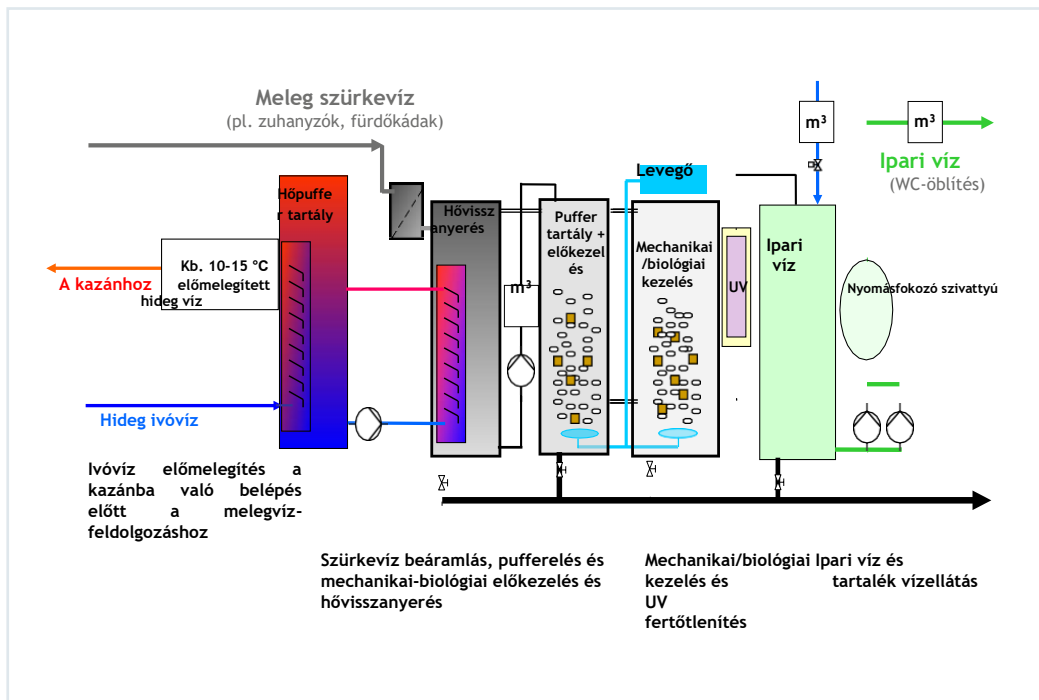 Meleg szürkevíz
(pl. zuhanyzók, fürdőkádak)
m³
m³
Ipari víz
(WC-öblítés)
Levegő
Hőpuffe
r tartály
Hővissz
anyerés
Puffer
tartály +
előkezel
és
Mechanikai
/biológiai
kezelés
UV
Ipari
víz
Kb. 10-15 °C
előmelegített
hideg víz
A kazánhoz
m³
Nyomásfokozó szivattyú
Hideg ivóvíz
Ivóvíz előmelegítés a
kazánba való belépés
előtt a melegvíz-
feldolgozáshoz
Szürkevíz beáramlás, pufferelés és
mechanikai-biológiai előkezelés és
hővisszanyerés
Mechanikai/biológiai
kezelés és
UV
fertőtlenítés
Ipari víz és
tartalék vízellátás